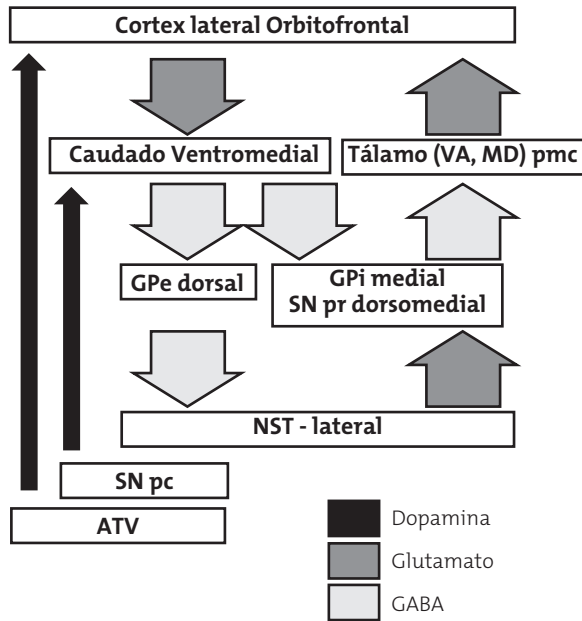 Cortex lateral Orbitofrontal
Caudado Ventromedial
Tálamo (VA, MD) pmc
GPe dorsal
GPi medial
SN pr dorsomedial
NST - lateral
SN pc
ATV
Dopamina
Glutamato
GABA